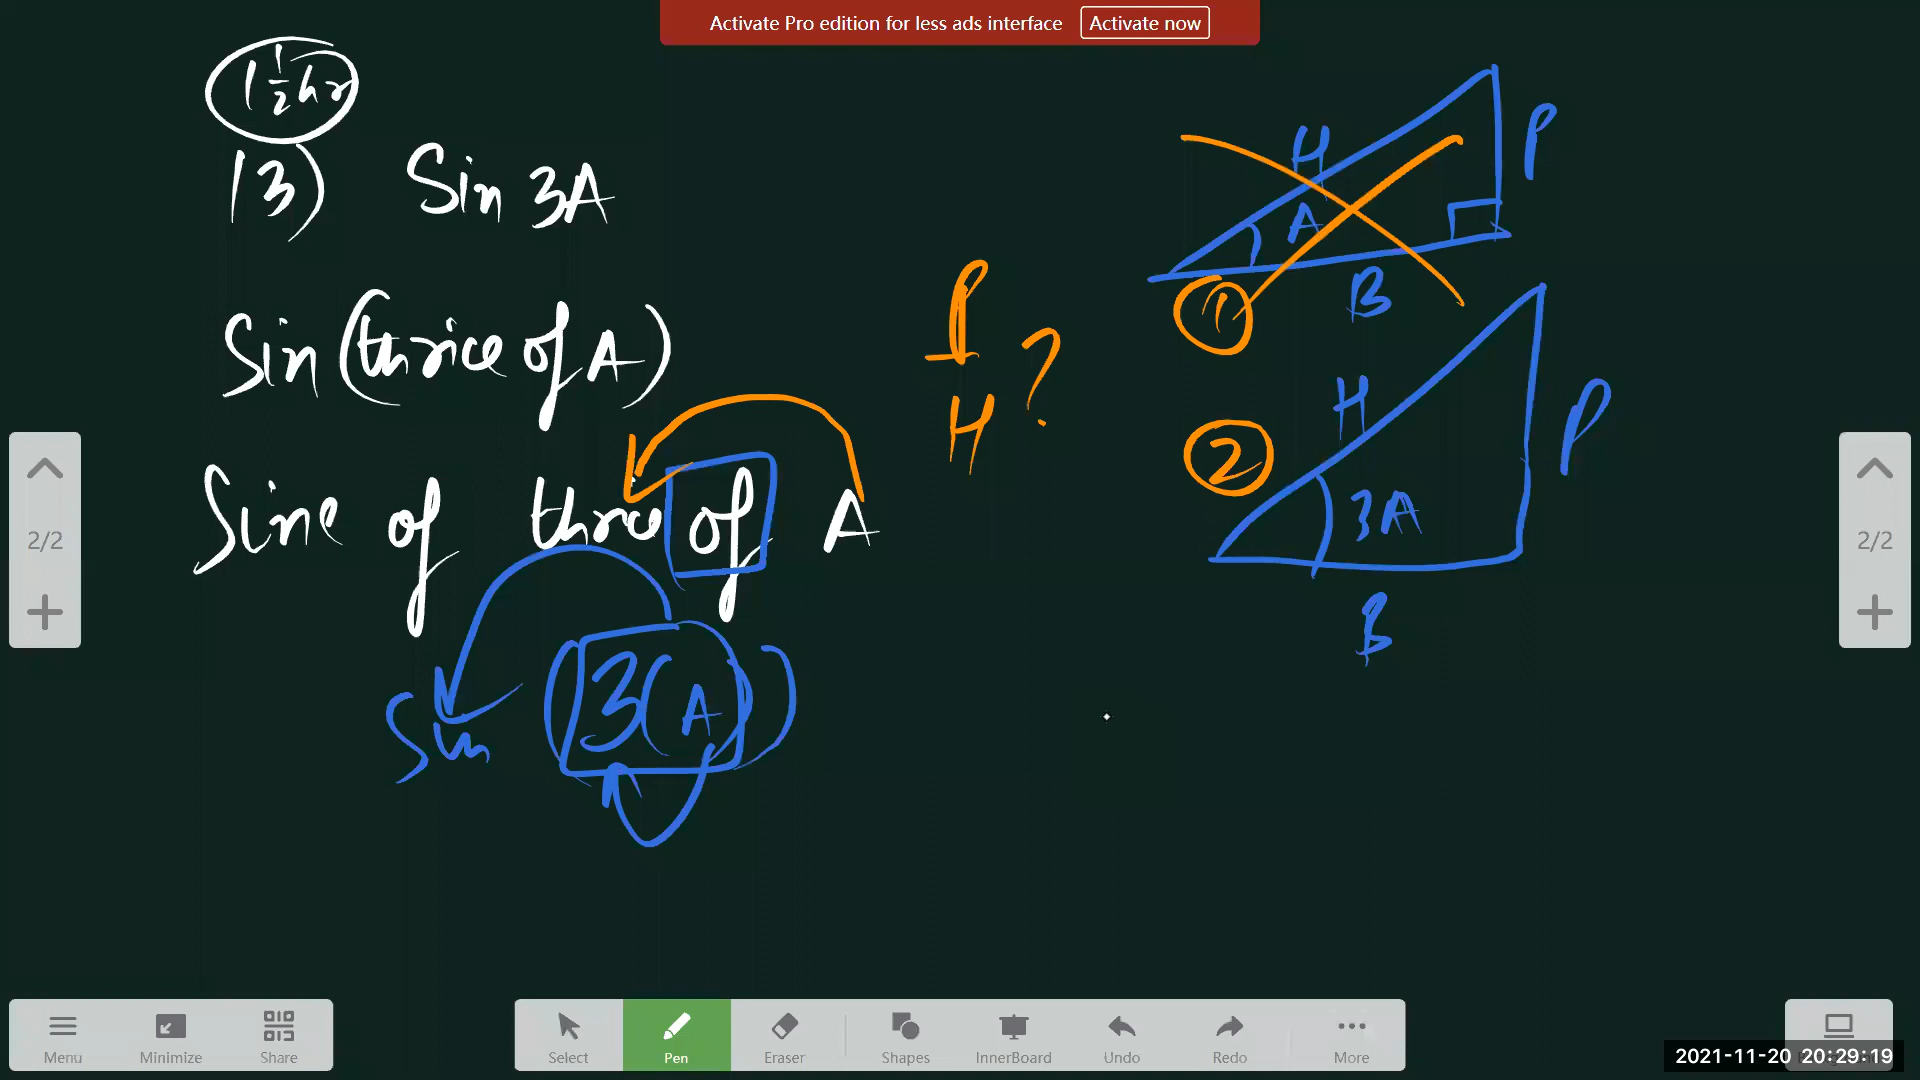 Activate Pro edition for less ads interface Activate now
1 1/2 hr
13) Sin 3A
Sin (thrice of A)
Sine of thrice of A
Sin (3(A))
P
H ?
H
P
A
B
1
H
P
2
3A
B
2/2
2/2
Menu Minimize Share
Select Pen Eraser Shapes InnerBoard Undo Redo More
2021-11-20 20:29:19